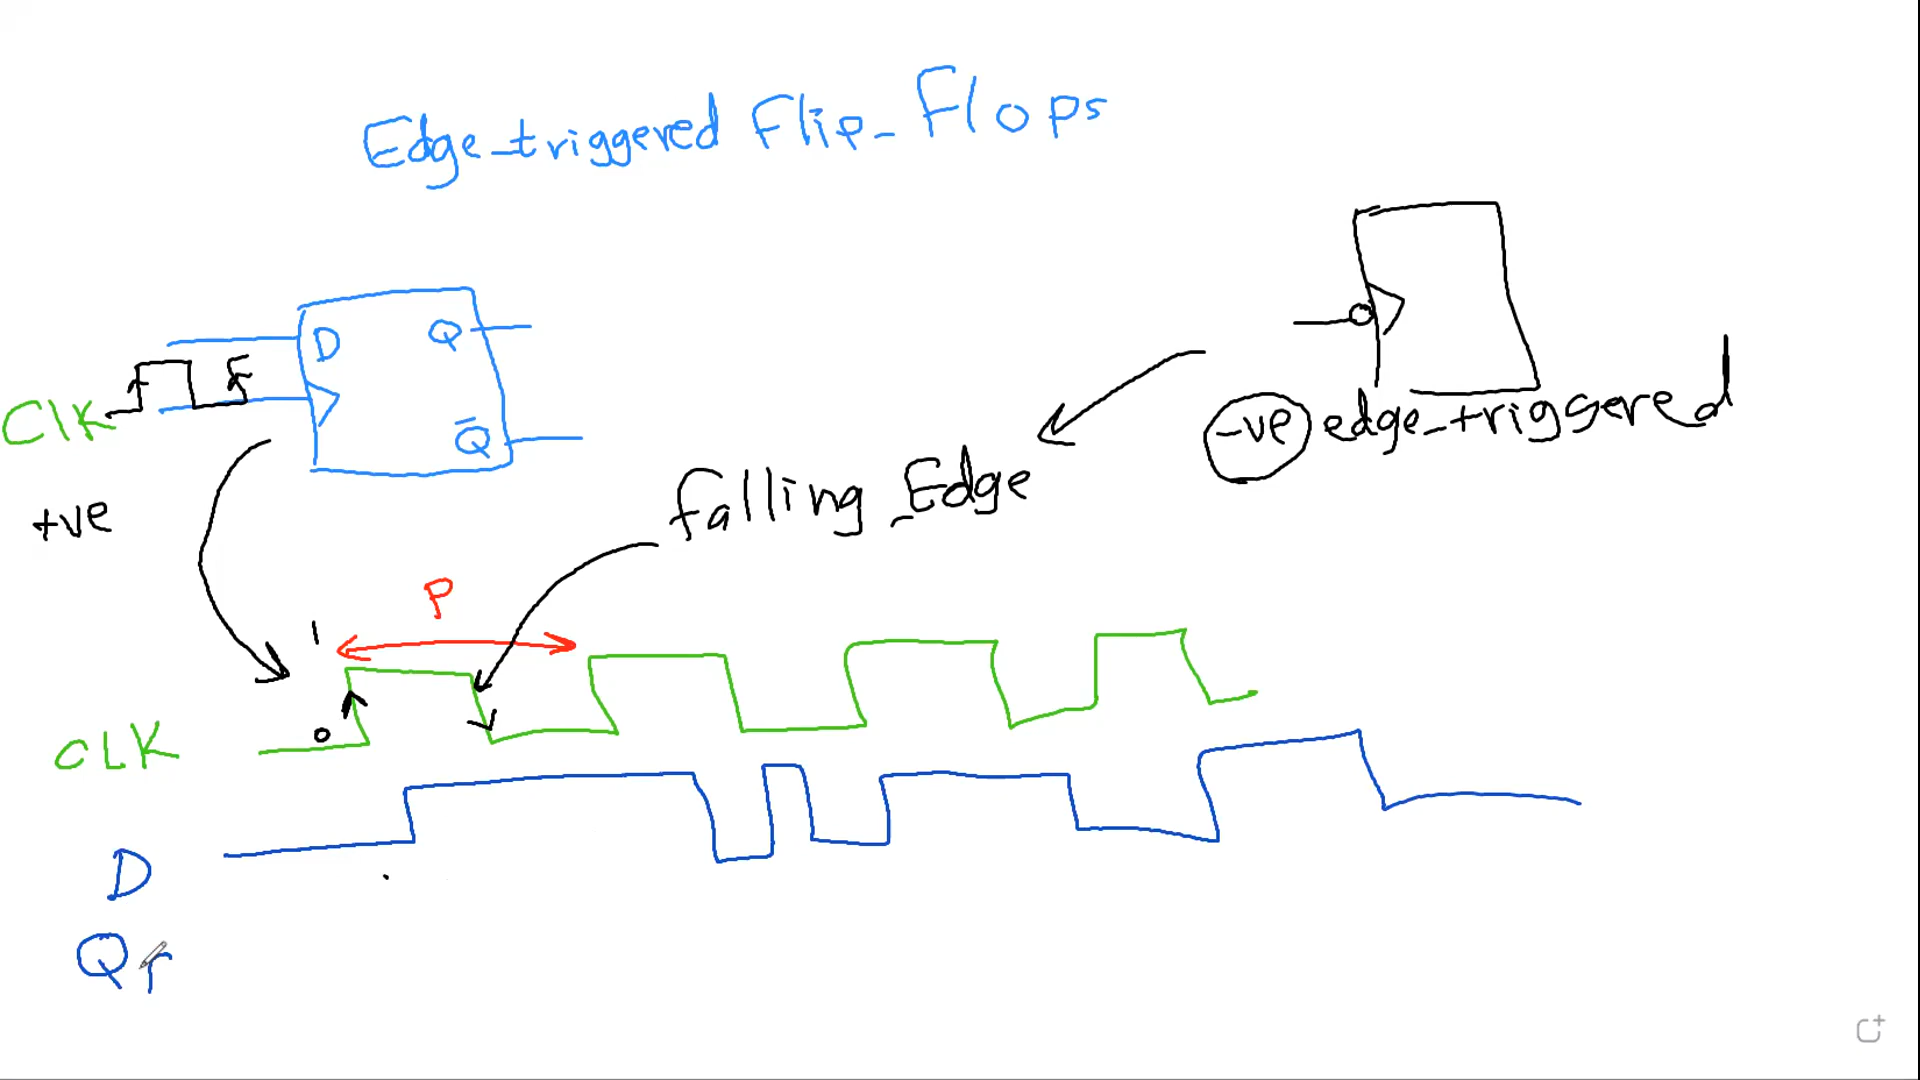 Edge-triggered Flip-Flops
D Q
Clk
Q̅
-ve edge-triggered
falling Edge
+ve
P
1
0
CLK
D
Qr